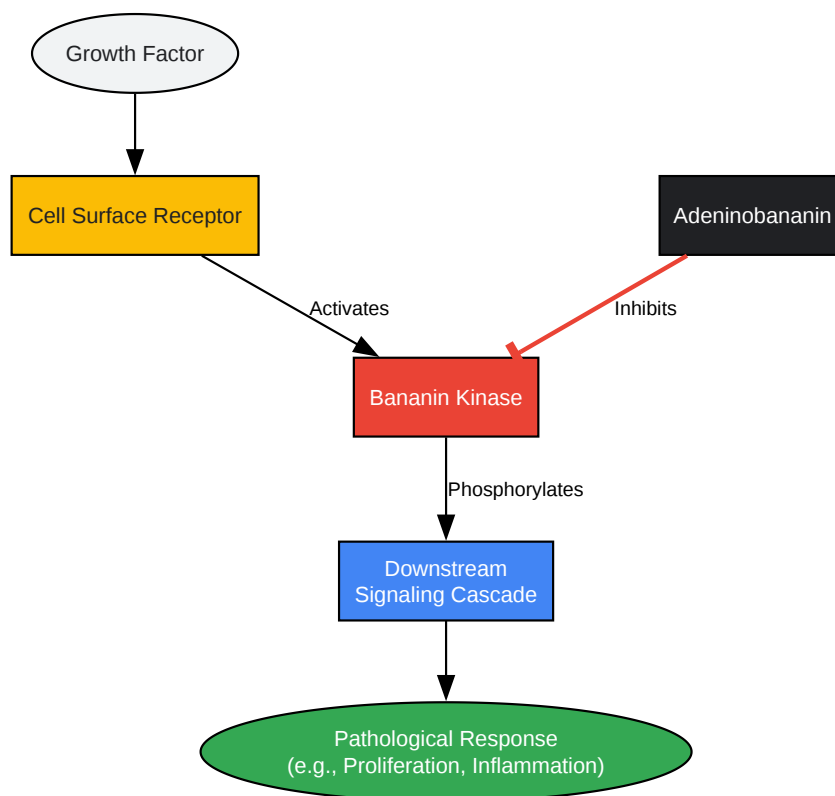 Growth Factor
Cell Surface Receptor
Adeninobananin
Activates
Inhibits
Bananin Kinase
Phosphorylates
Downstream
Signaling Cascade
Pathological Response
(e.g., Proliferation, Inflammation)